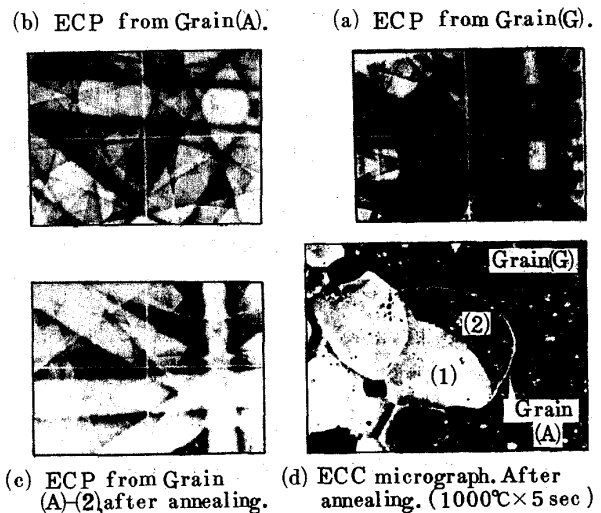 (b) ECP from Grain(A).
(a) ECP from Grain(G).
Grain(G)
(2)
(1)
Grain
(A)
(c) ECP from Grain
(A)-(2),after annealing.
(d) ECC micrograph. After
annealing. (1000℃×5 sec)